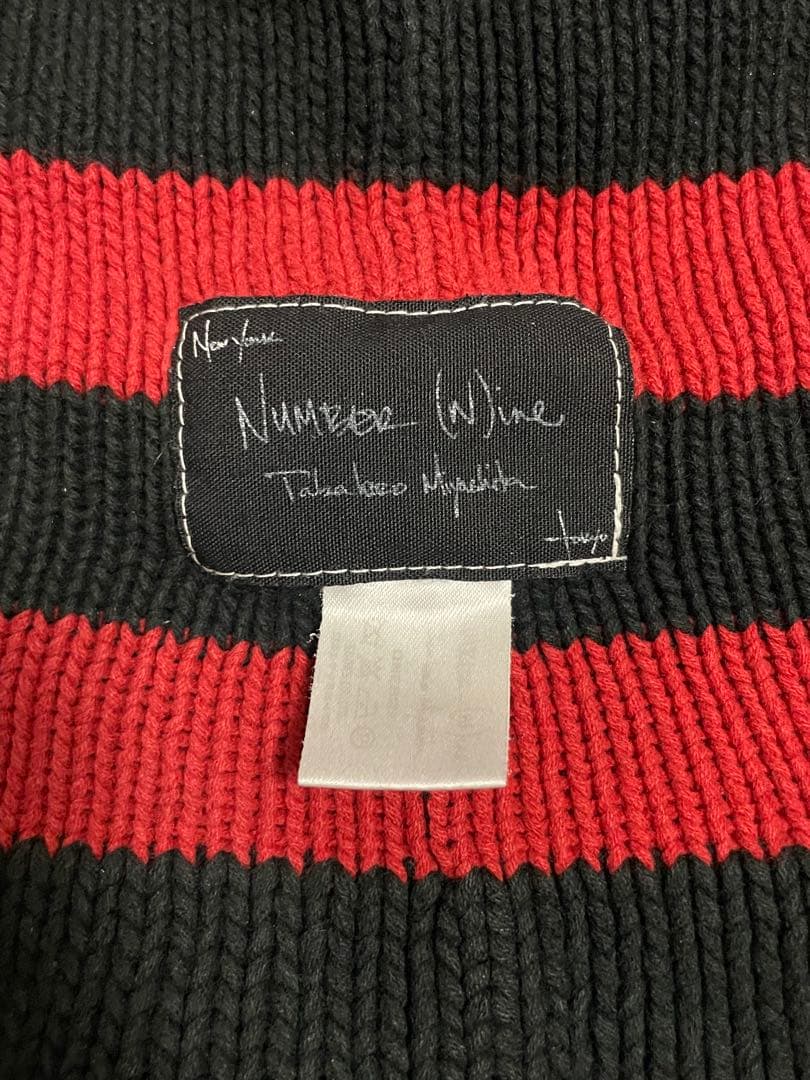 New York
NUMBER (N)ine
Takahiro Miyashita
Tokyo